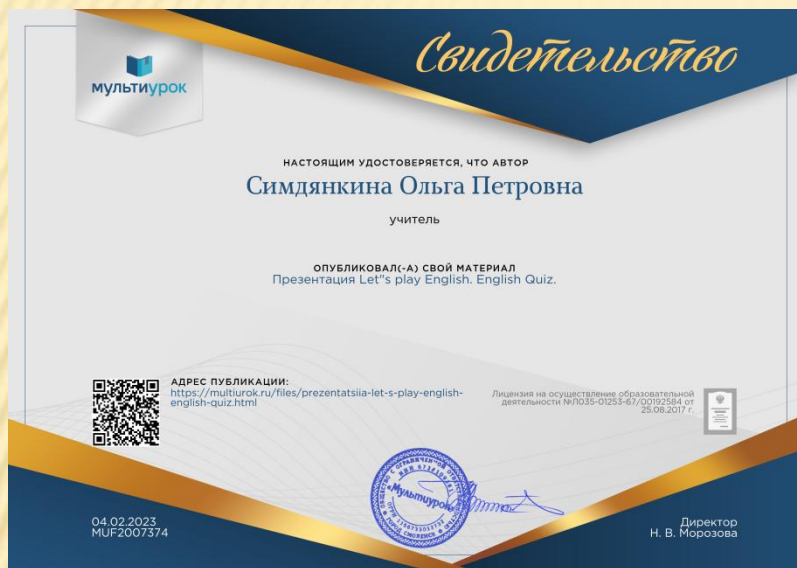 Свидетельство
мультиурок
НАСТОЯЩИМ УДОСТОВЕРЯЕТСЯ, ЧТО АВТОР
Симдянкина Ольга Петровна
учитель
ОПУБЛИКОВАЛ(-А) СВОЙ МАТЕРИАЛ
Презентация Let"s play English. English Quiz.
АДРЕС ПУБЛИКАЦИИ:
https://multiurok.ru/files/prezentatsiia-let-s-play-english-
english-quiz.html
Лицензия на осуществление образовательной
деятельности №Л035-01253-67/00192584 от
25.08.2017 г.
«Мультиурок»
04.02.2023
MUF2007374
Директор
Н. В. Морозова